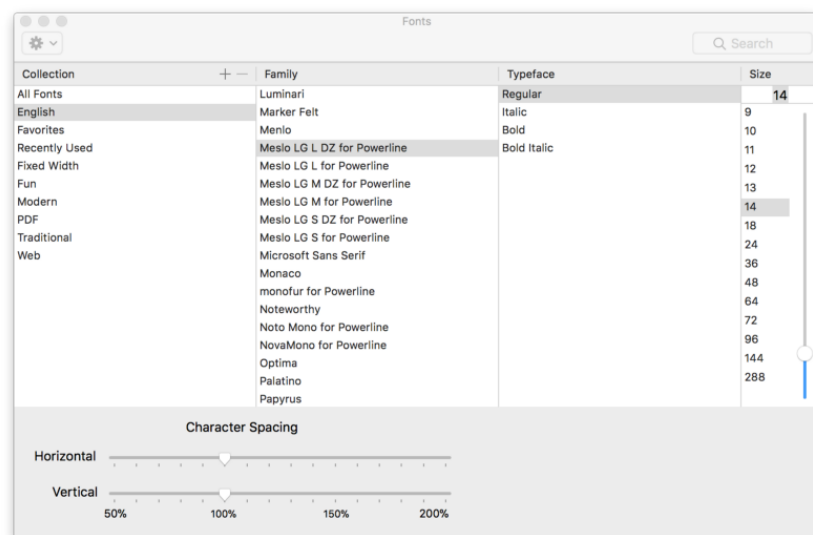 Fonts
Search
Collection + − Family Typeface Size
All Fonts
English
Favorites
Recently Used
Fixed Width
Fun
Modern
PDF
Traditional
Web
Luminari
Marker Felt
Menlo
Meslo LG L DZ for Powerline
Meslo LG L for Powerline
Meslo LG M DZ for Powerline
Meslo LG M for Powerline
Meslo LG S DZ for Powerline
Meslo LG S for Powerline
Microsoft Sans Serif
Monaco
monofur for Powerline
Noteworthy
Noto Mono for Powerline
NovaMono for Powerline
Optima
Palatino
Papyrus
Regular
Italic
Bold
Bold Italic
14
9
10
11
12
13
14
18
24
36
48
64
72
96
144
288
Character Spacing
Horizontal
Vertical
50% 100% 150% 200%